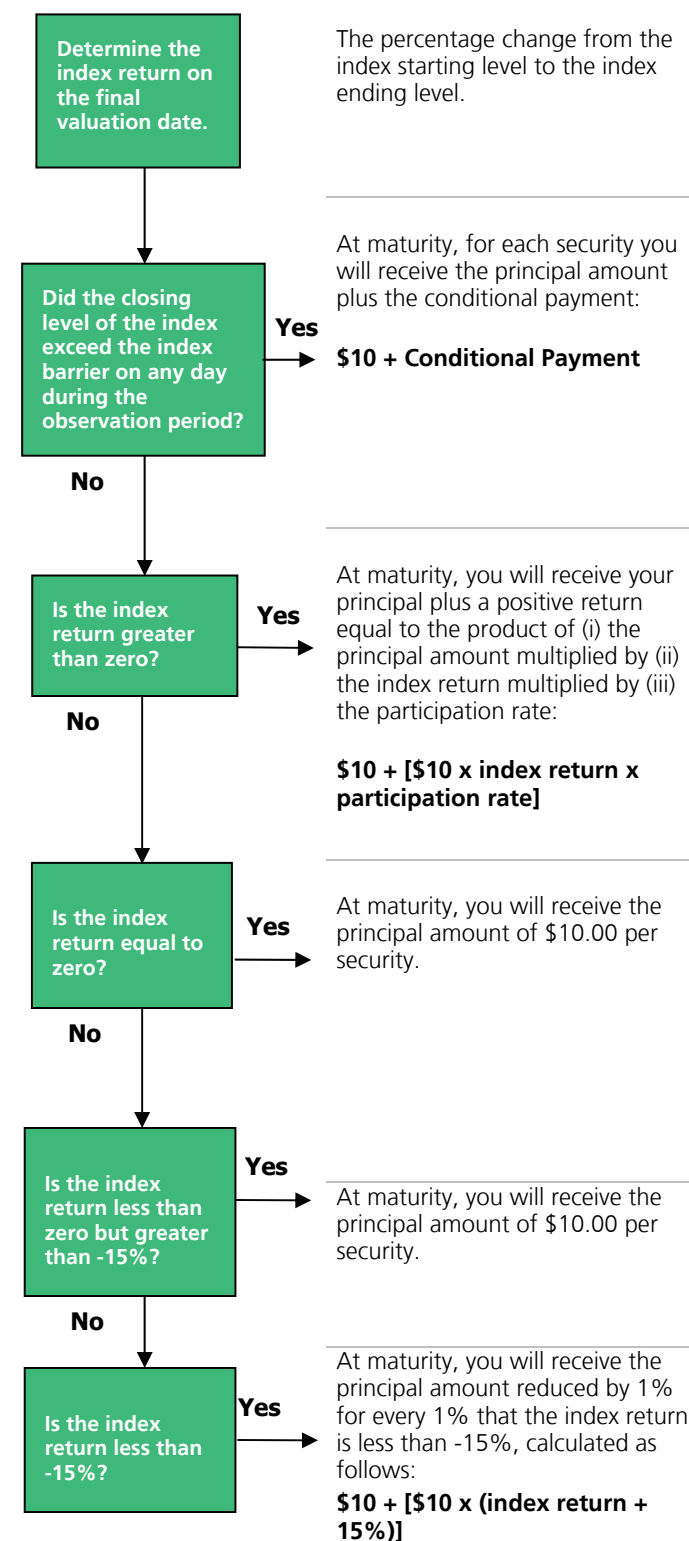 Determine the
index return on
the final
valuation date.
The percentage change from the
index starting level to the index
ending level.
Did the closing
level of the index
exceed the index
barrier on any day
during the
observation period?
Yes
At maturity, for each security you
will receive the principal amount
plus the conditional payment:
$10 + Conditional Payment
No
Is the index
return greater
than zero?
Yes
At maturity, you will receive your
principal plus a positive return
equal to the product of (i) the
principal amount multiplied by (ii)
the index return multiplied by (iii)
the participation rate:
$10 + [$10 x index return x
participation rate]
No
Is the index
return equal to
zero?
Yes
At maturity, you will receive the
principal amount of $10.00 per
security.
No
Is the index
return less than
zero but greater
than -15%?
Yes
At maturity, you will receive the
principal amount of $10.00 per
security.
No
Is the index
return less than
-15%?
Yes
At maturity, you will receive the
principal amount reduced by 1%
for every 1% that the index return
is less than -15%, calculated as
follows:
$10 + [$10 x (index return +
15%)]